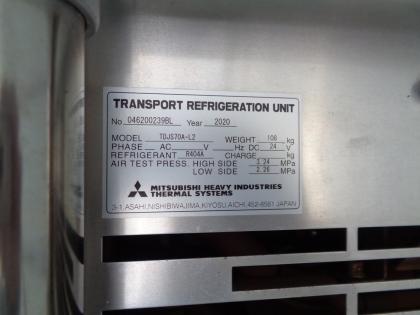 TRANSPORT REFRIGERATION UNIT
No. 046200239BL Year 2020
MODEL TDJS70A-L2 WEIGHT 108 kg
PHASE AC V Hz DC 24 V
REFRIGERANT R404A CHARGE kg
AIR TEST PRESS. HIGH SIDE 3.24 MPa
LOW SIDE 2.26 MPa
MITSUBISHI HEAVY INDUSTRIES
THERMAL SYSTEMS
3-1, ASAHI, NISHIBIWAJIMA, KIYOSU, AICHI, 452-8561 JAPAN